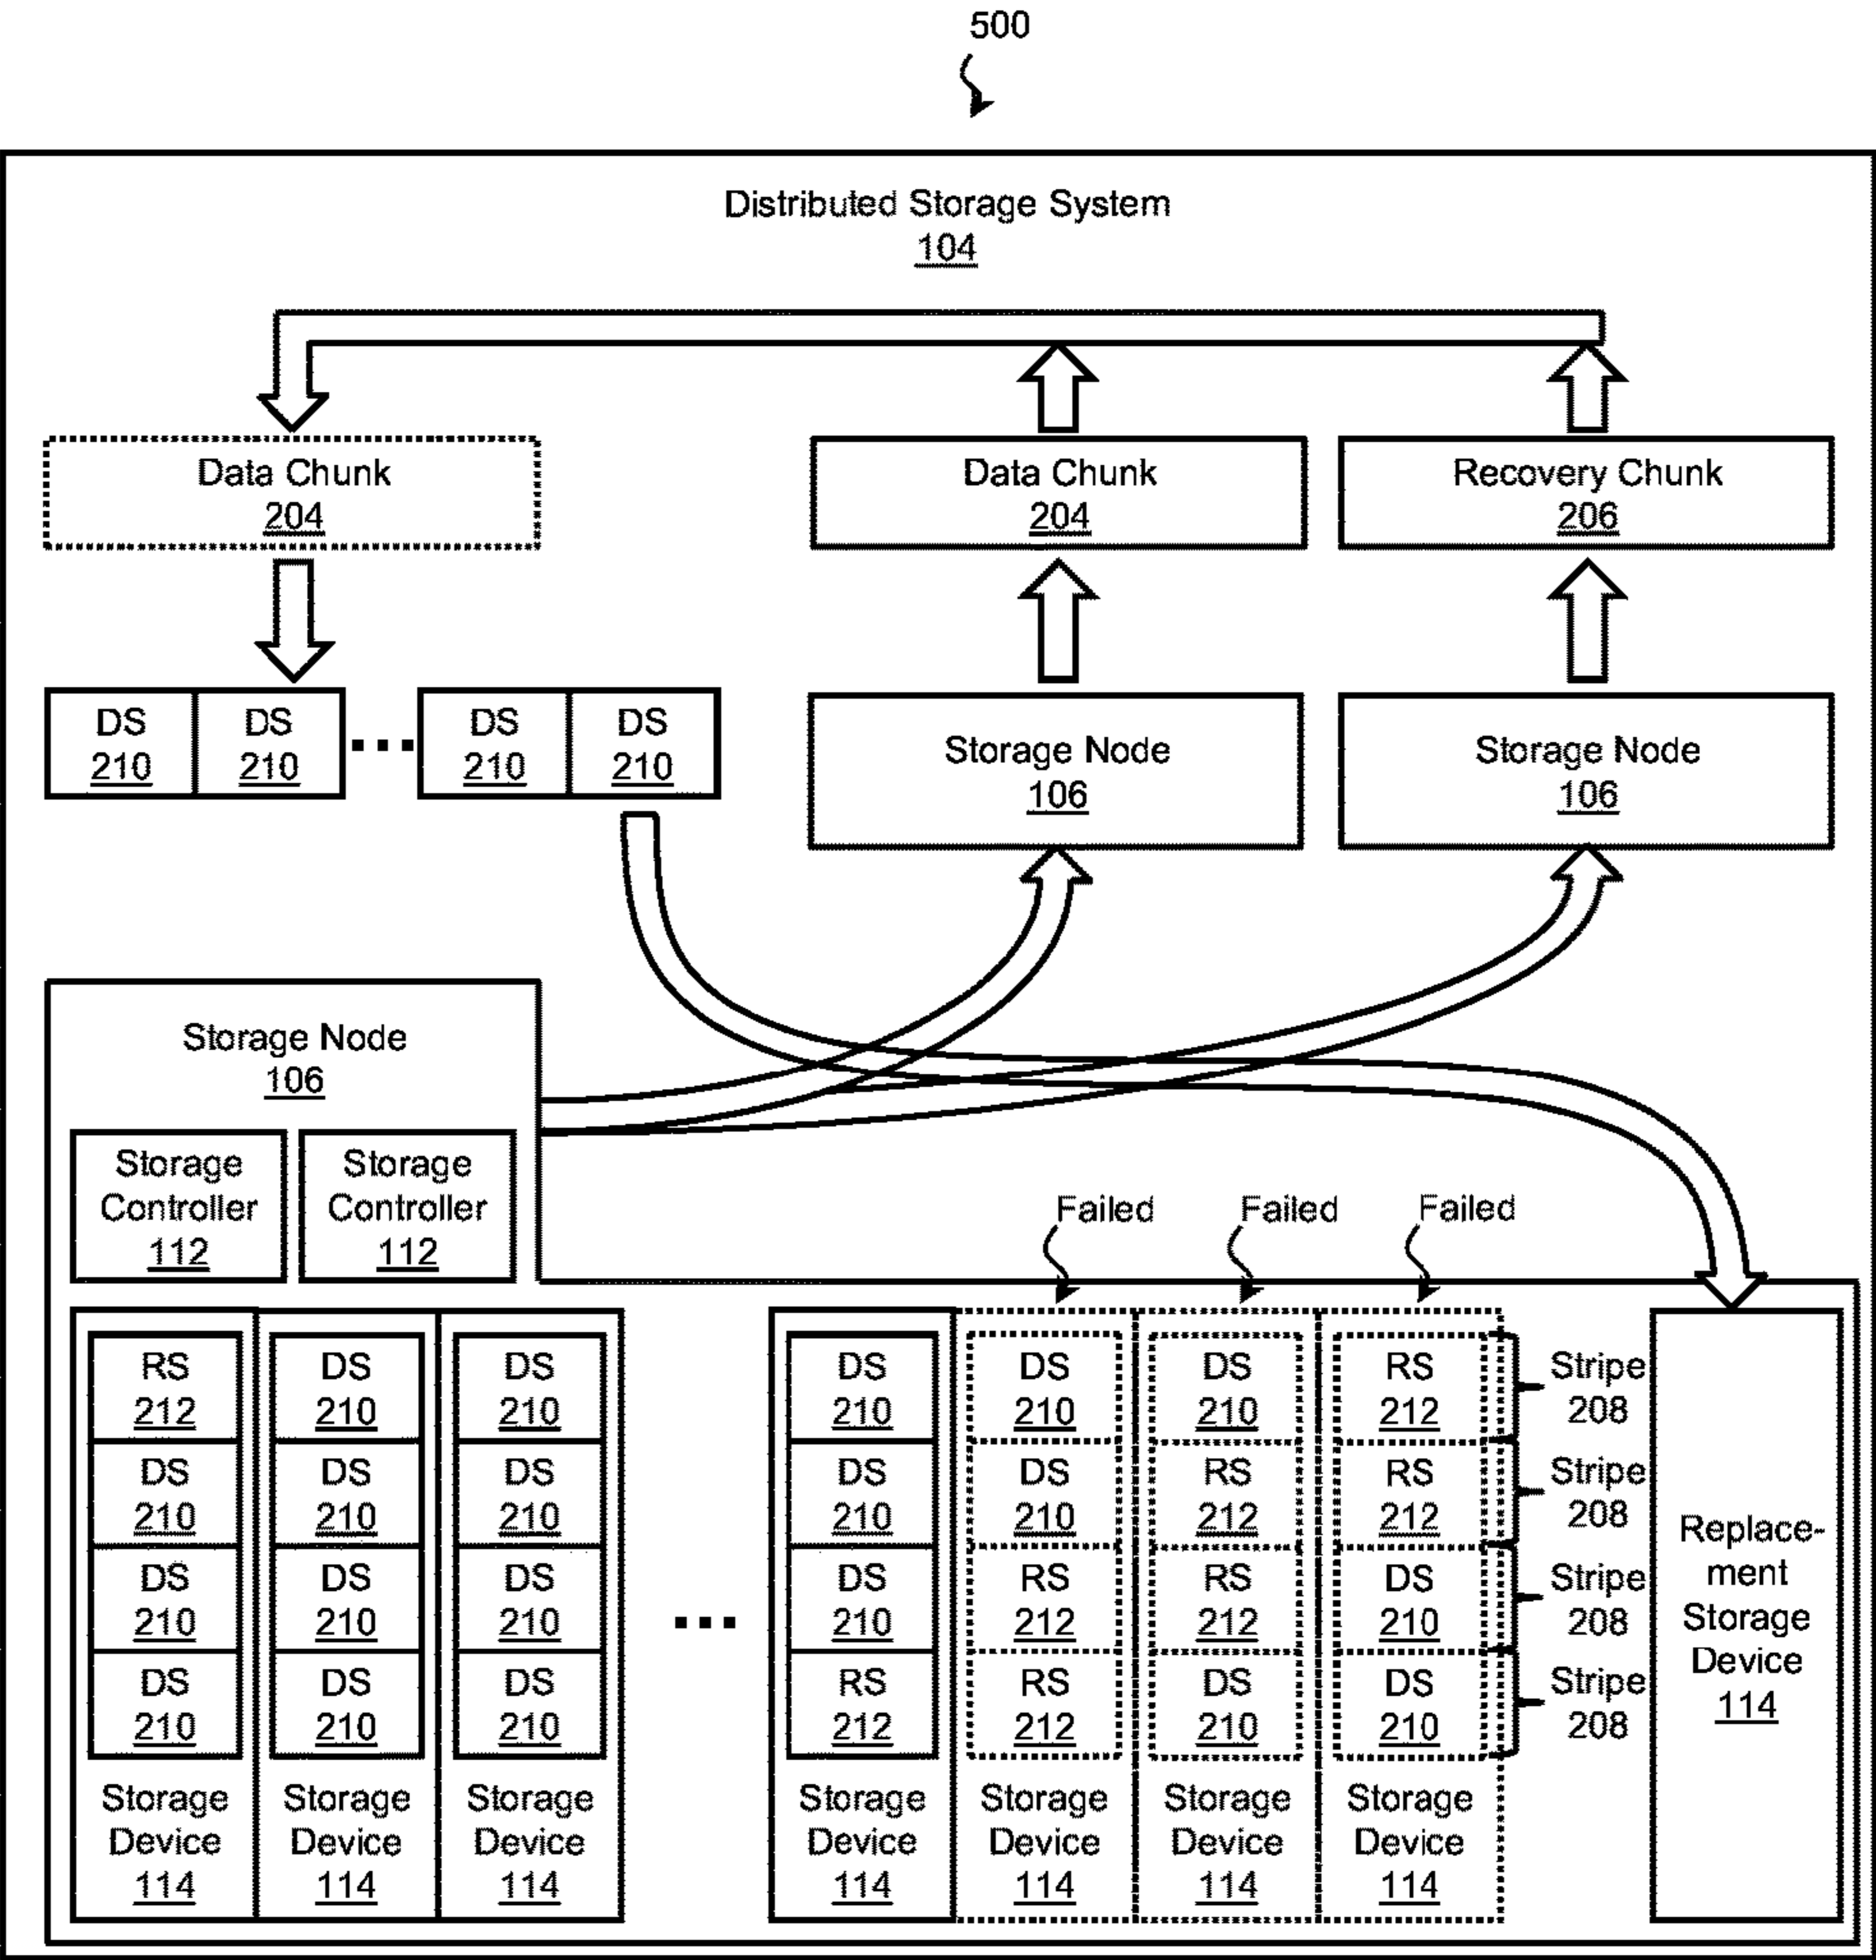 500
Distributed Storage System
104
Data Chunk
204
Data Chunk
204
Recovery Chunk
206
DS
210
DS
210
DS
210
DS
210
Storage Node
106
Storage Node
106
Storage Node
106
Storage
Controller
112
Storage
Controller
112
Failed
Failed
Failed
RS
212
DS
210
DS
210
DS
210
DS
210
DS
210
RS
212
Stripe
208
DS
210
DS
210
DS
210
DS
210
DS
210
RS
212
RS
212
Stripe
208
DS
210
DS
210
DS
210
DS
210
RS
212
RS
212
DS
210
Stripe
208
DS
210
DS
210
DS
210
RS
212
RS
212
DS
210
DS
210
Stripe
208
Storage
Device
114
Storage
Device
114
Storage
Device
114
Storage
Device
114
Storage
Device
114
Storage
Device
114
Storage
Device
114
Replace-
ment
Storage
Device
114